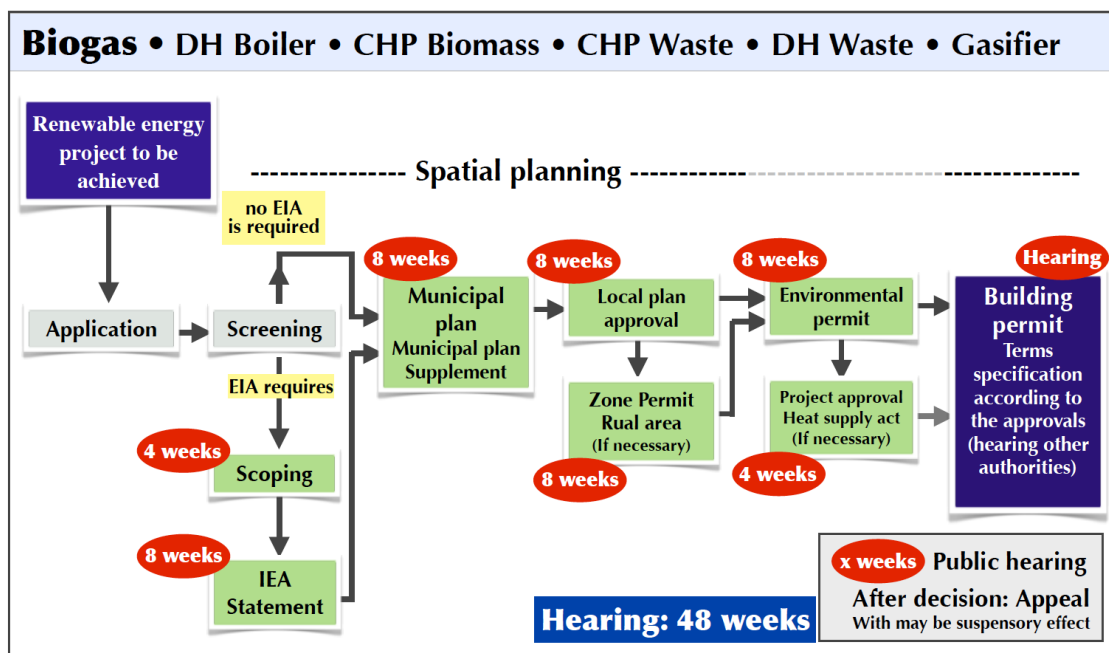 Biogas • DH Boiler • CHP Biomass • CHP Waste • DH Waste • Gasifier
Renewable energy
project to be
achieved
Spatial planning
no EIA
is required
Application
Screening
EIA requires
4 weeks
Scoping
8 weeks
IEA
Statement
8 weeks
Municipal
plan
Municipal plan
Supplement
8 weeks
Local plan
approval
Zone Permit
Rual area
(If necessary)
8 weeks
8 weeks
Environmental
permit
Project approval
Heat supply act
(If necessary)
4 weeks
Hearing
Building
permit
Terms
specification
according to
the approvals
(hearing other
authorities)
Hearing: 48 weeks
x weeks Public hearing
After decision: Appeal
With may be suspensory effect